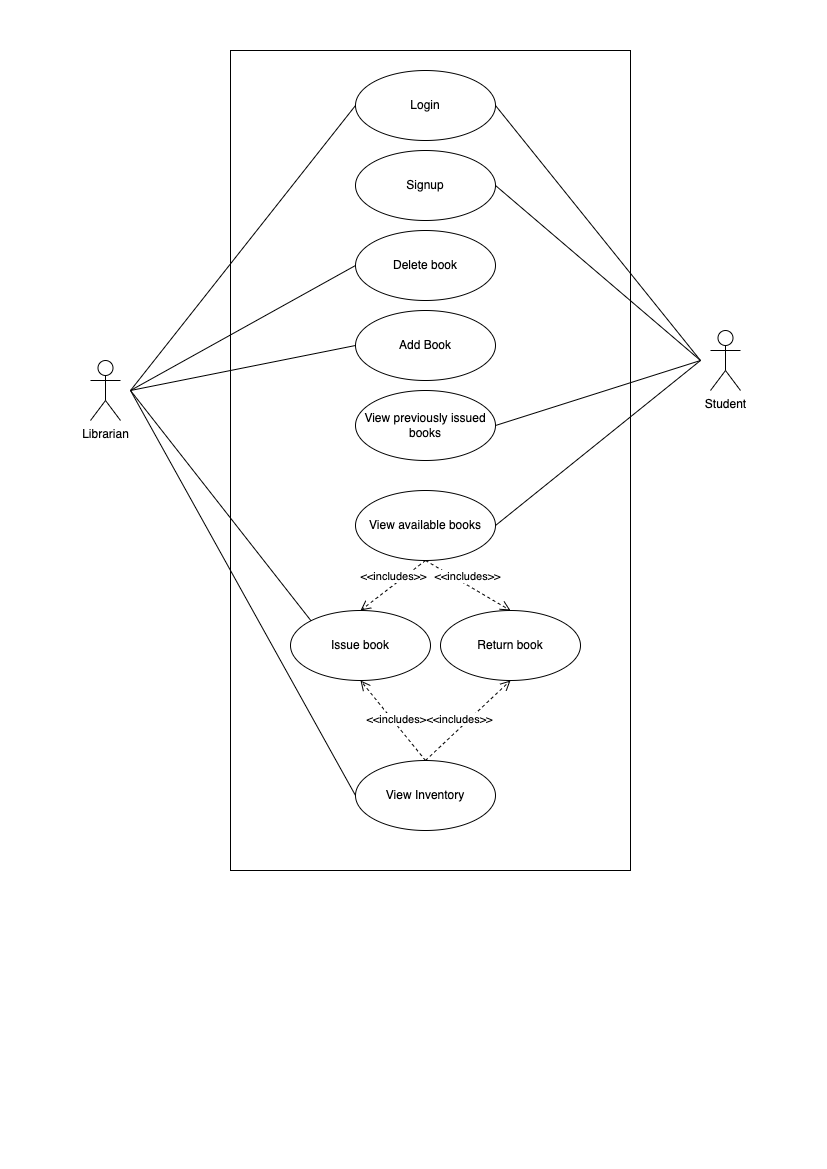 Login
Signup
Delete book
Add Book
Librarian
Student
View previously issued
books
View available books
<<includes>> <<includes>>
Issue book
Return book
<<includes><<includes>>
View Inventory